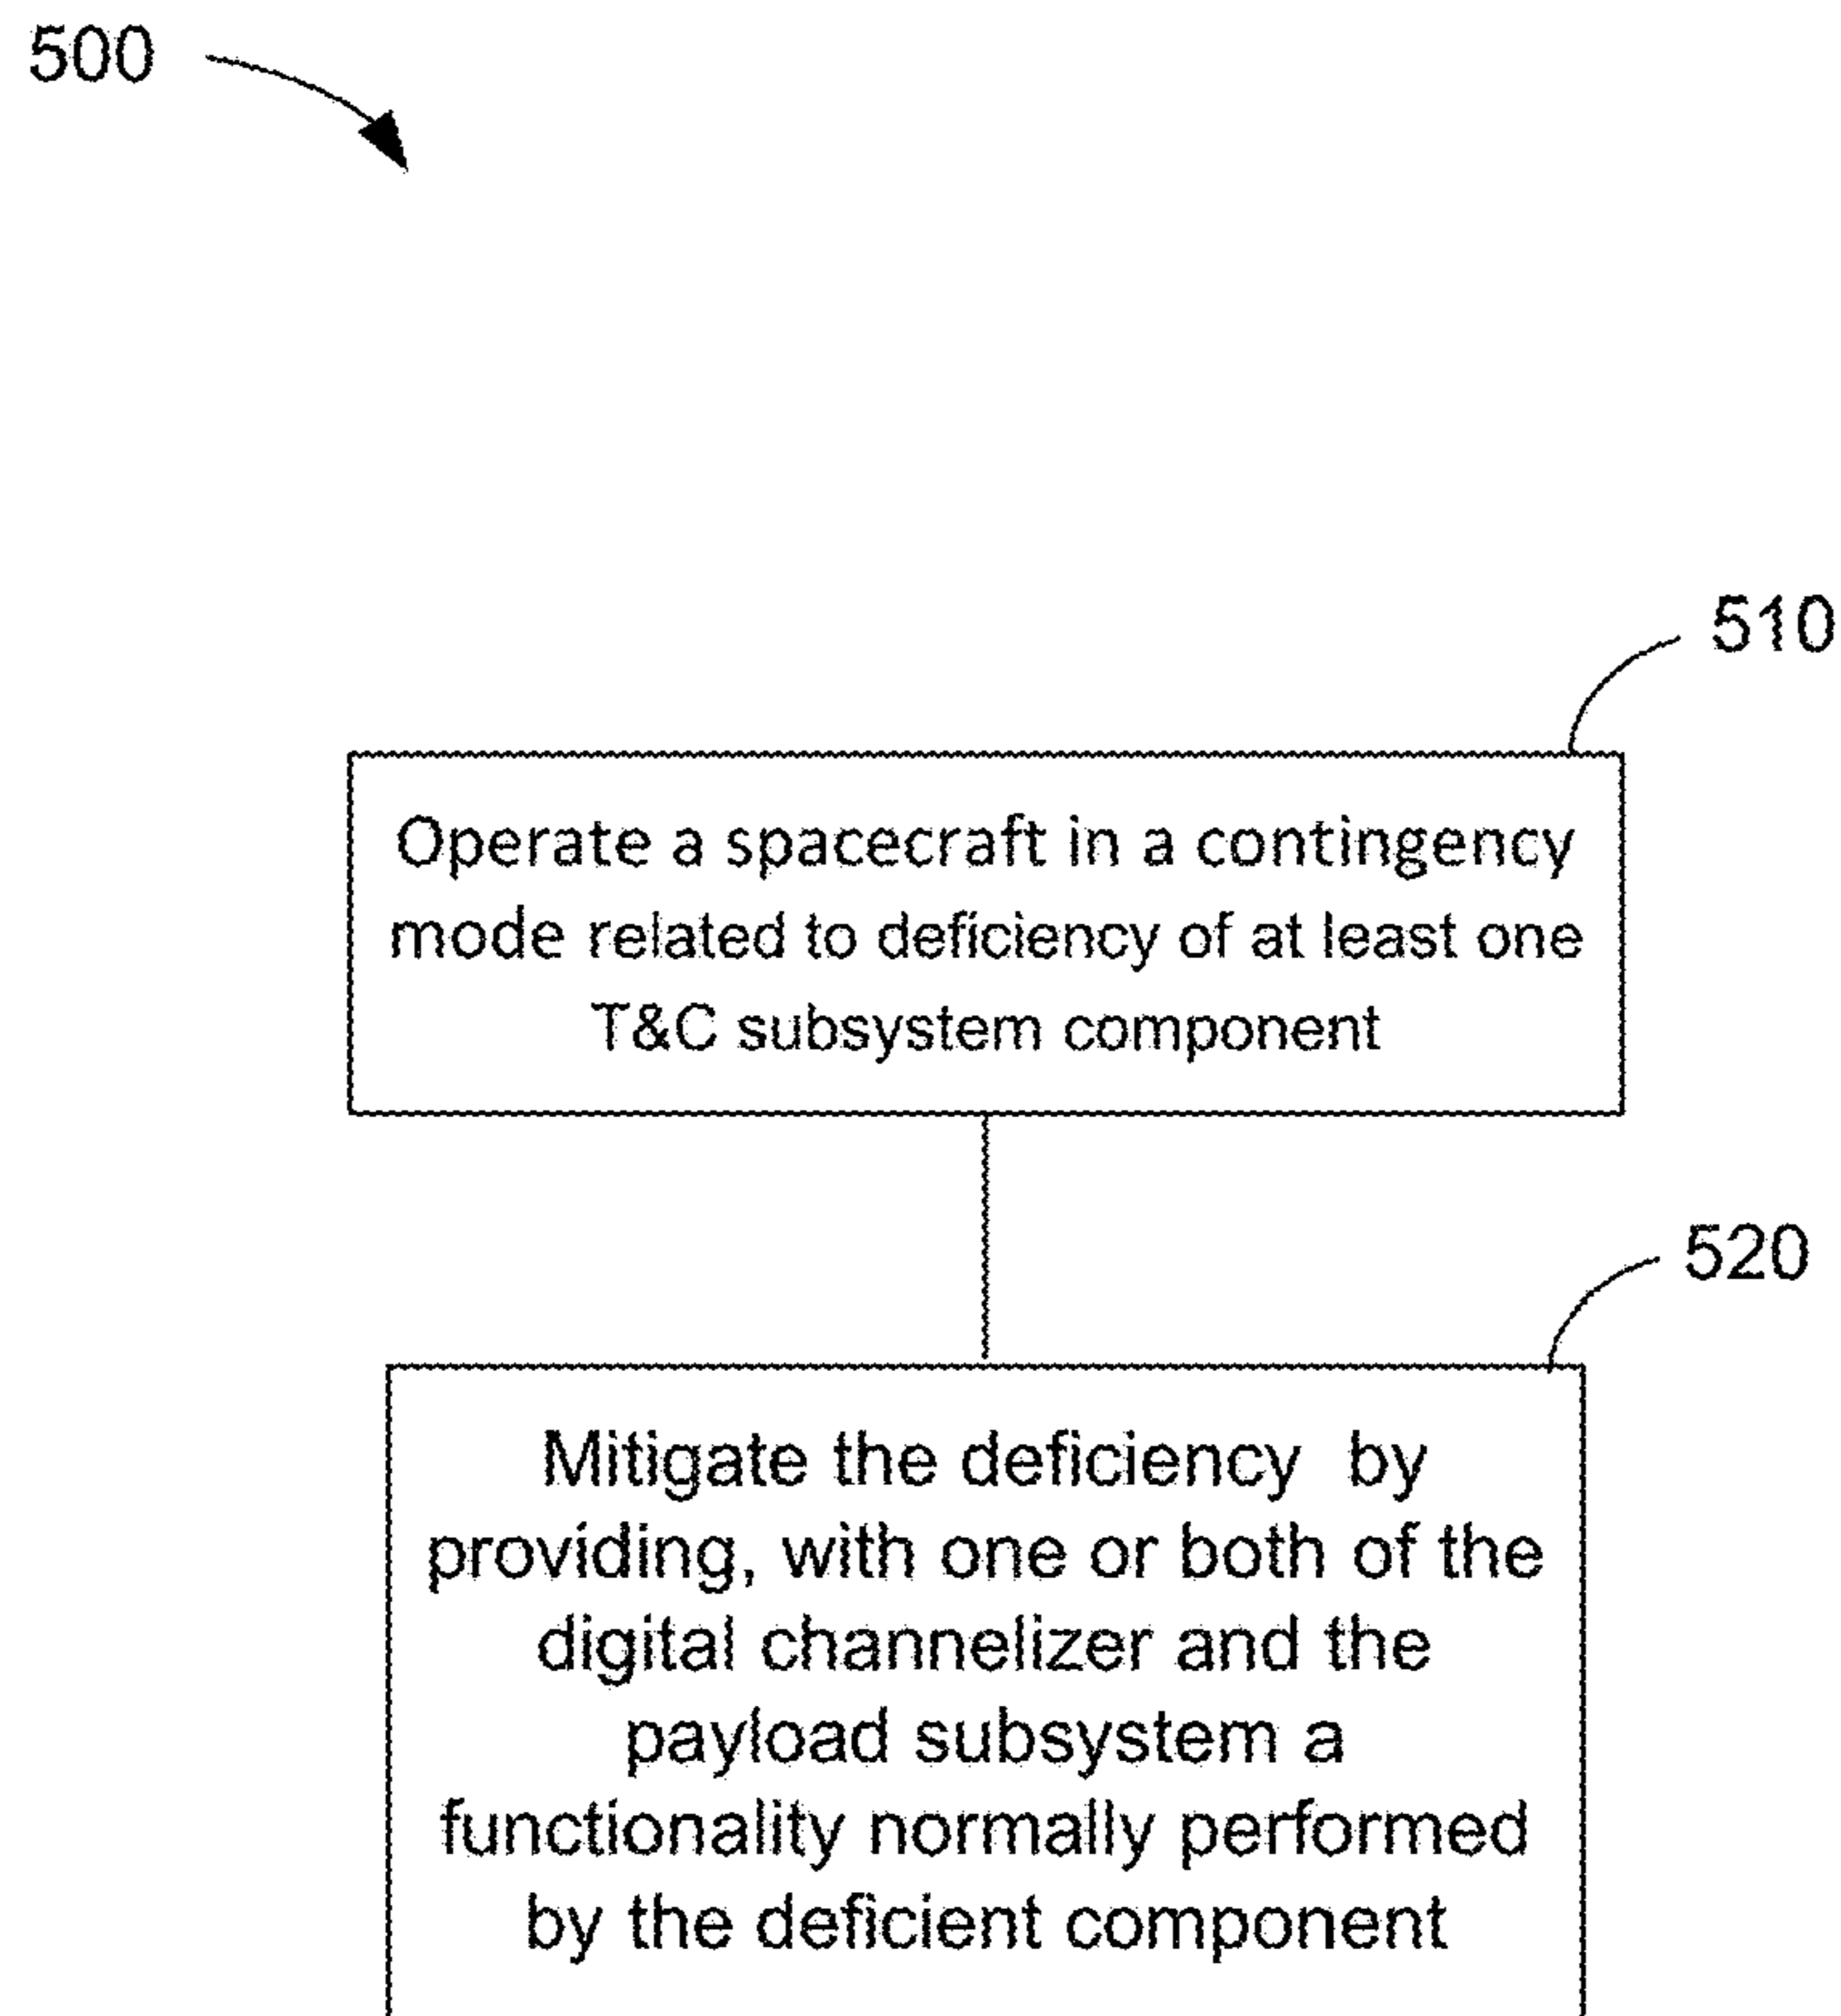 500
510
Operate a spacecraft in a contingency
mode related to deficiency of at least one
T&C subsystem component
520
Mitigate the deficiency by
providing, with one or both of the
digital channelizer and the
payload subsystem a
functionality normally performed
by the deficient component